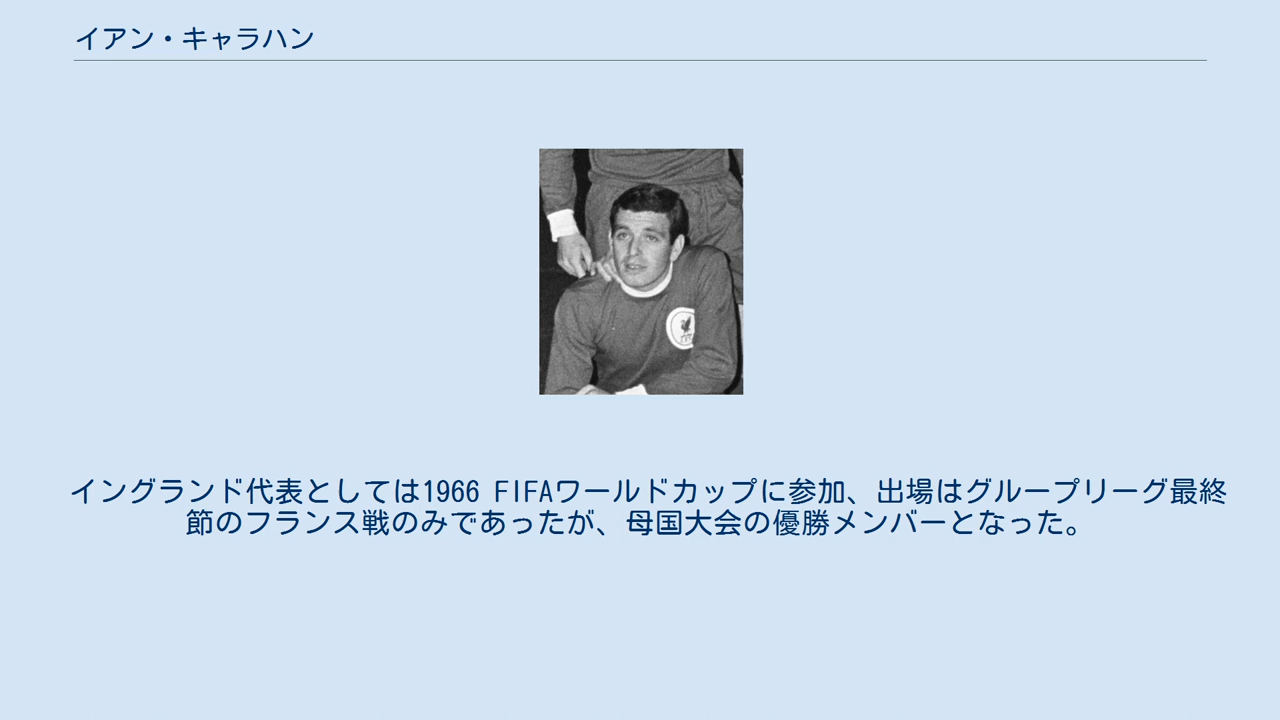 イアン・キャラハン
イングランド代表としては1966 FIFAワールドカップに参加、出場はグループリーグ最終
節のフランス戦のみであったが、母国大会の優勝メンバーとなった。